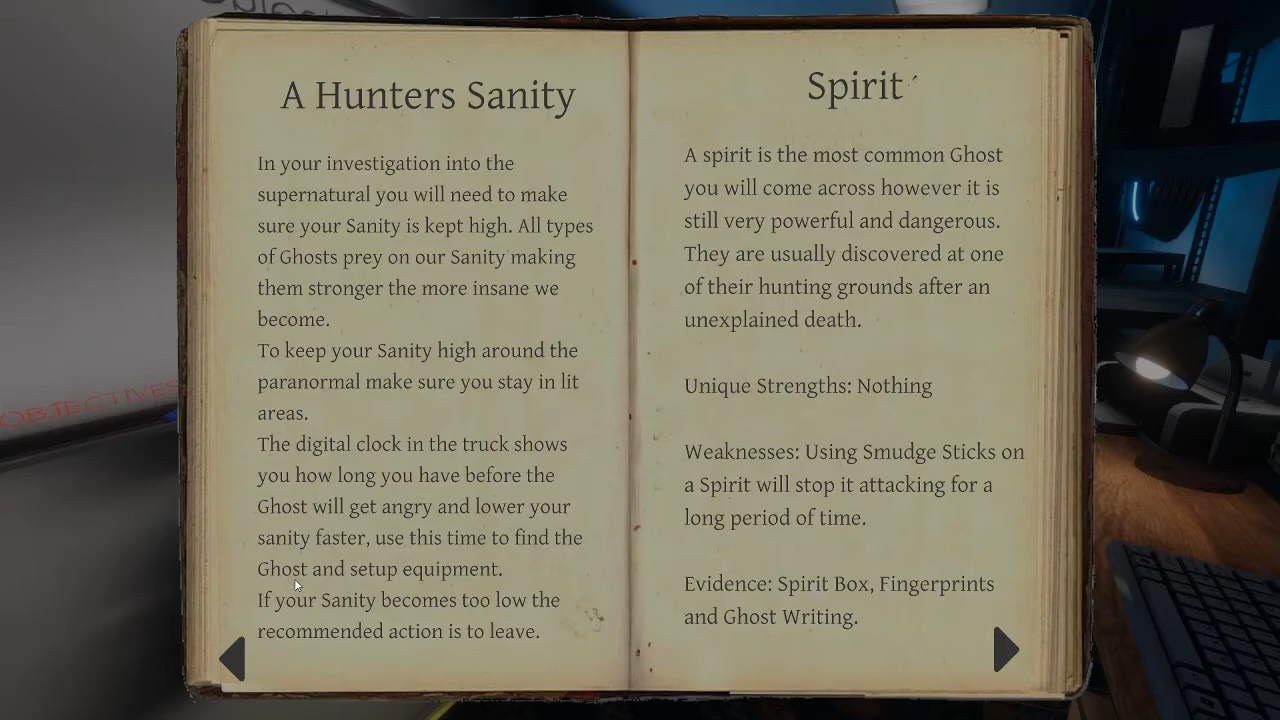 A Hunters Sanity
In your investigation into the
supernatural you will need to make
sure your Sanity is kept high. All types
of Ghosts prey on our Sanity making
them stronger the more insane we
become.
To keep your Sanity high around the
paranormal make sure you stay in lit
areas.
The digital clock in the truck shows
you how long you have before the
Ghost will get angry and lower your
sanity faster, use this time to find the
Ghost and setup equipment.
If your Sanity becomes too low the
recommended action is to leave.
Spirit
A spirit is the most common Ghost
you will come across however it is
still very powerful and dangerous.
They are usually discovered at one
of their hunting grounds after an
unexplained death.
Unique Strengths: Nothing
Weaknesses: Using Smudge Sticks on
a Spirit will stop it attacking for a
long period of time.
Evidence: Spirit Box, Fingerprints
and Ghost Writing.
OBJECTIVES